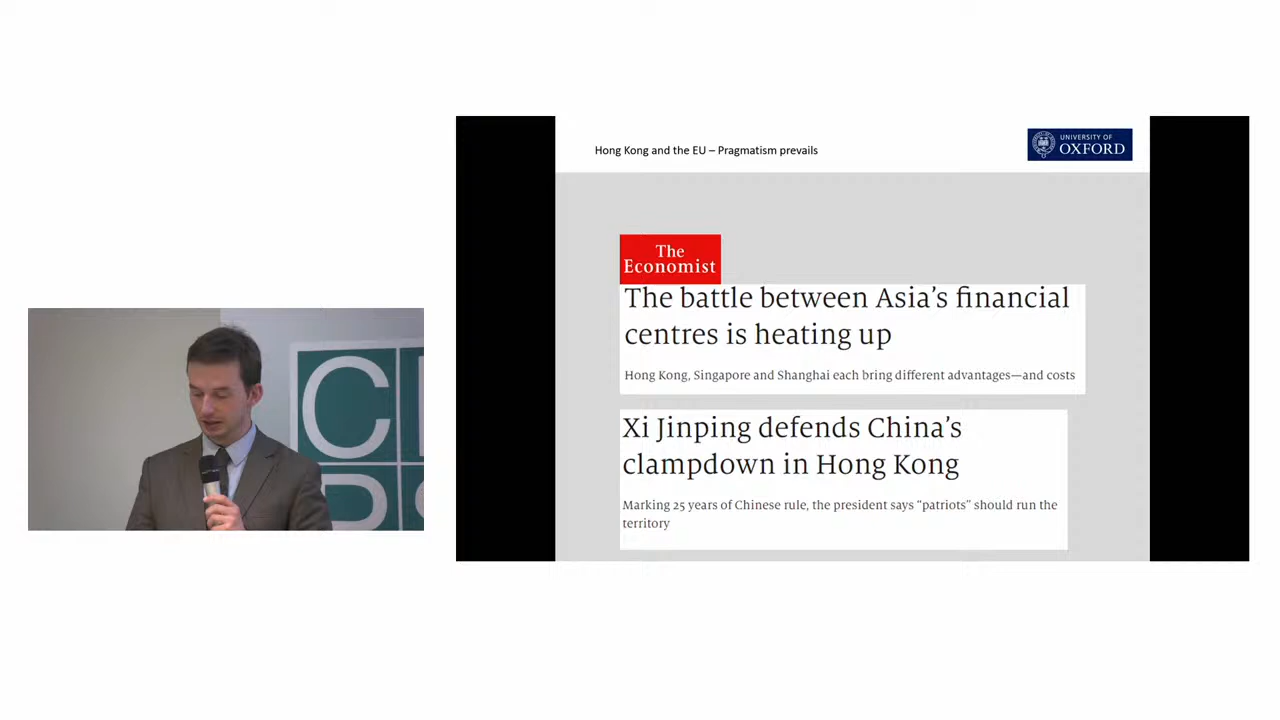 Hong Kong and the EU – Pragmatism prevails
UNIVERSITY OF
OXFORD
The
Economist
The battle between Asia’s financial
centres is heating up
Hong Kong, Singapore and Shanghai each bring different advantages—and costs
Xi Jinping defends China’s
clampdown in Hong Kong
Marking 25 years of Chinese rule, the president says “patriots” should run the
territory
C